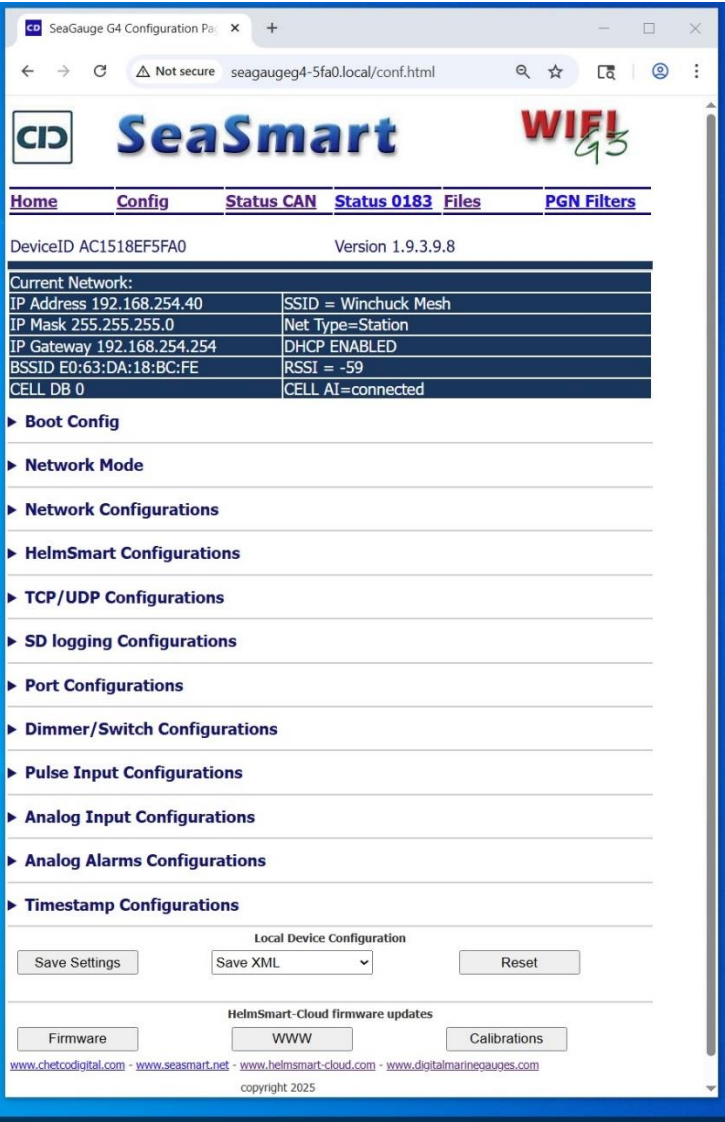 CD SeaGauge G4 Configuration Pa
Not secure seagaugeg4-5fa0.local/conf.html
CD SeaSmart WIFI G3
Home Config Status CAN Status 0183 Files PGN Filters
DeviceID AC1518EF5FA0 Version 1.9.3.9.8
Current Network:
IP Address 192.168.254.40 SSID = Winchuck Mesh
IP Mask 255.255.255.0 Net Type=Station
IP Gateway 192.168.254.254 DHCP ENABLED
BSSID E0:63:DA:18:BC:FE RSSI = -59
CELL DB 0 CELL AI=connected
Boot Config
Network Mode
Network Configurations
HelmSmart Configurations
TCP/UDP Configurations
SD logging Configurations
Port Configurations
Dimmer/Switch Configurations
Pulse Input Configurations
Analog Input Configurations
Analog Alarms Configurations
Timestamp Configurations
Local Device Configuration
Save Settings Save XML Reset
HelmSmart-Cloud firmware updates
Firmware WWW Calibrations
www.chetcodigital.com - www.seasmart.net - www.helmsmart-cloud.com - www.digitalmarinegauges.com
copyright 2025